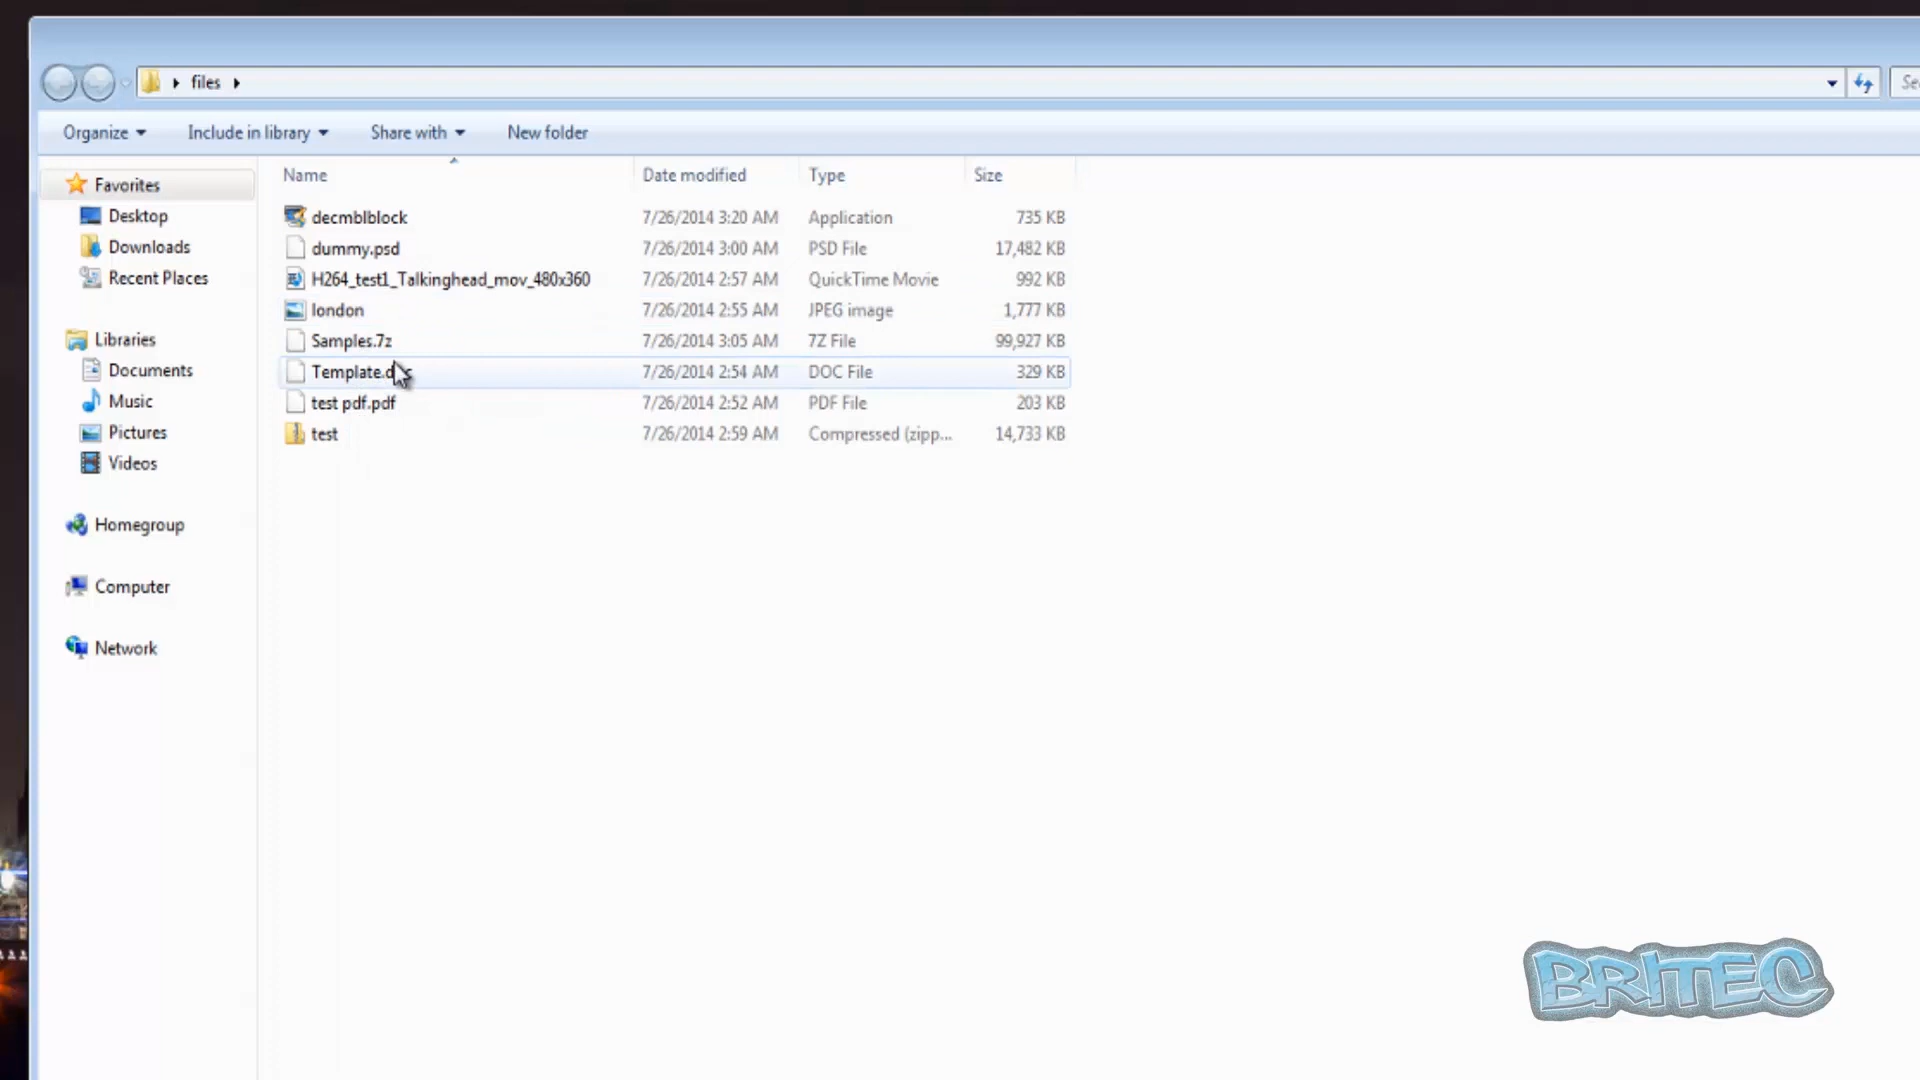 files
Organize Include in library Share with New folder
Name Date modified Type Size
Favorites
Desktop
Downloads
Recent Places
Libraries
Documents
Music
Pictures
Videos
Homegroup
Computer
Network
decmblblock 7/26/2014 3:20 AM Application 735 KB
dummy.psd 7/26/2014 3:00 AM PSD File 17,482 KB
H264_test1_Talkinghead_mov_480x360 7/26/2014 2:57 AM QuickTime Movie 992 KB
london 7/26/2014 2:55 AM JPEG image 1,777 KB
Samples.7z 7/26/2014 3:05 AM 7Z File 99,927 KB
7/26/2014 2:54 AM DOC File 329 KB
test pdf.pdf 7/26/2014 2:52 AM PDF File 203 KB
test 7/26/2014 2:59 AM Compressed (zipp... 14,733 KB
BRITEC